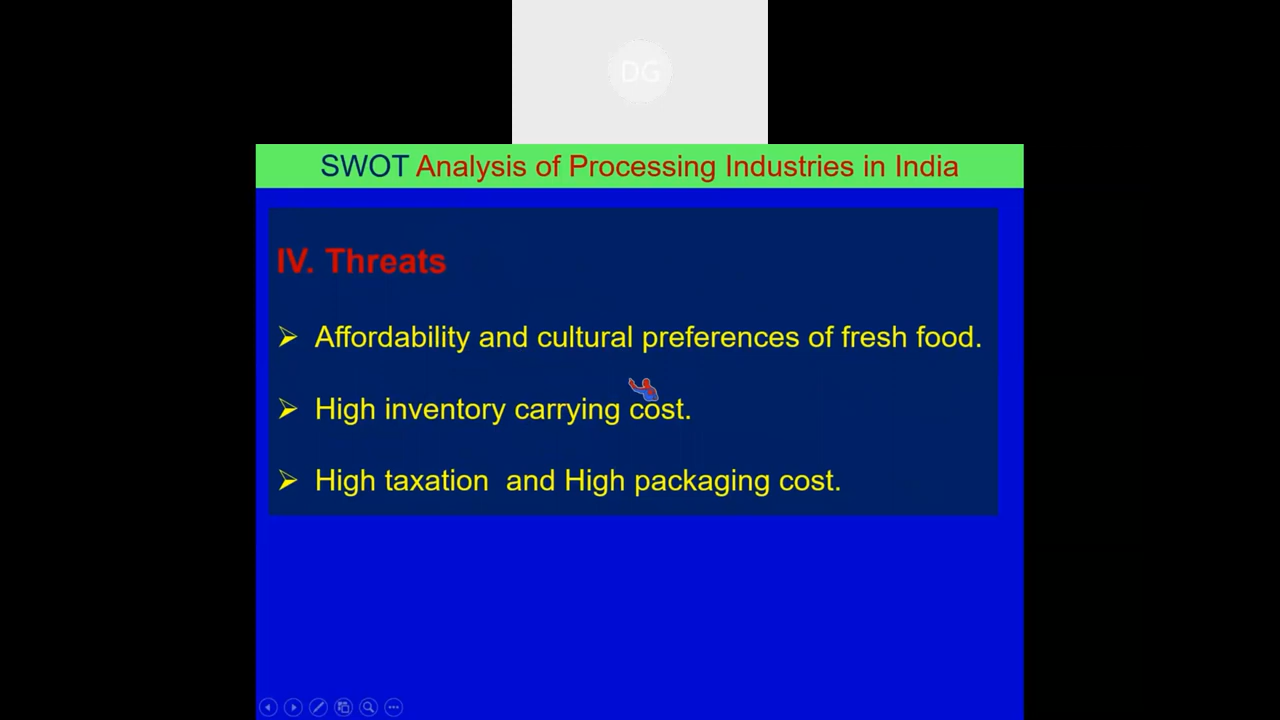 DG
SWOT Analysis of Processing Industries in India
IV. Threats
➢ Affordability and cultural preferences of fresh food.
➢ High inventory carrying cost.
➢ High taxation  and High packaging cost.